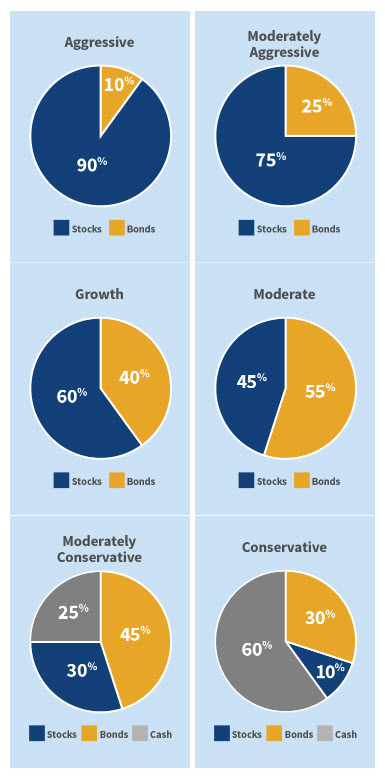 Aggressive
10%
90%
Stocks Bonds
Moderately
Aggressive
25%
75%
Stocks Bonds
Growth
40%
60%
Stocks Bonds
Moderate
45%
55%
Stocks Bonds
Moderately
Conservative
25%
45%
30%
Stocks Bonds Cash
Conservative
30%
60%
10%
Stocks Bonds Cash